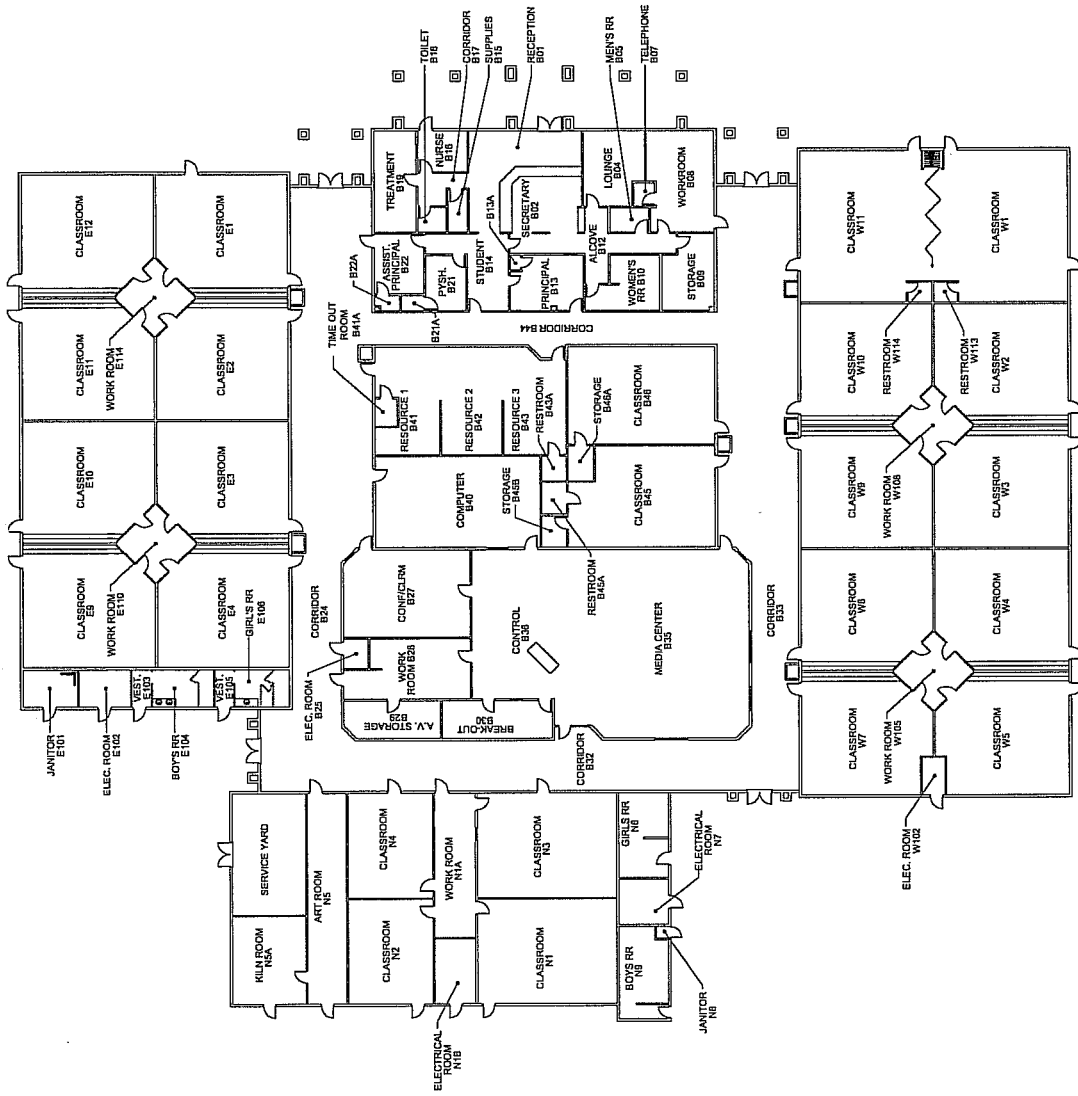 JANITOR
E101
ELEC. ROOM
E102
VEST.
E103
BOY'S RR
E104
VEST.
E105
GIRL'S RR
E106
CLASSROOM
E9
WORK ROOM
E119
CLASSROOM
E4
CLASSROOM
E10
CLASSROOM
E3
CLASSROOM
E11
WORK ROOM
E114
CLASSROOM
E2
CLASSROOM
E12
CLASSROOM
E1
KILN ROOM
N5A
SERVICE YARD
ART ROOM
N5
CLASSROOM
N2
CLASSROOM
N4
ELECTRICAL
ROOM
N1B
WORK ROOM
N1A
CLASSROOM
N1
CLASSROOM
N3
BOYS RR
N9
JANITOR
N8
ELECTRICAL
ROOM
N7
GIRLS RR
N6
CORRIDOR
B24
CORRIDOR
B32
ELEC. ROOM
B25
A.V. STORAGE
B29
BREAK-OUT
B30
WORK
ROOM B28
CONF/CLRM
B27
CONTROL
B36
MEDIA CENTER
B35
CORRIDOR
B33
COMPUTER
B40
TIME OUT
ROOM
B41A
RESOURCE 1
B41
RESOURCE 2
B42
RESOURCE 3
B43
RESTROOM
B43A
STORAGE
B45B
RESTROOM
B45A
STORAGE
B46A
CLASSROOM
B45
CLASSROOM
B46
CORRIDOR B44
B22A
ASSIST.
PRINCIPAL
B22
B21A
PYSH.
B21
STUDENT
B14
B13A
PRINCIPAL
B13
ALCOVE
B12
WOMEN'S
RR B10
STORAGE
B09
TREATMENT
B19
NURSE
B16
TOILET
B16
CORRIDOR
B17
SUPPLIES
B15
RECEPTION
B01
SECRETARY
B02
LOUNGE
B04
MEN'S RR
B05
TELEPHONE
B07
WORKROOM
B08
ELEC. ROOM
W102
CLASSROOM
W7
WORK ROOM
W105
CLASSROOM
W5
CLASSROOM
W8
CLASSROOM
W4
CLASSROOM
W9
WORK ROOM
W108
CLASSROOM
W3
CLASSROOM
W10
CLASSROOM
W2
RESTROOM
W114
RESTROOM
W113
CLASSROOM
W11
CLASSROOM
W1